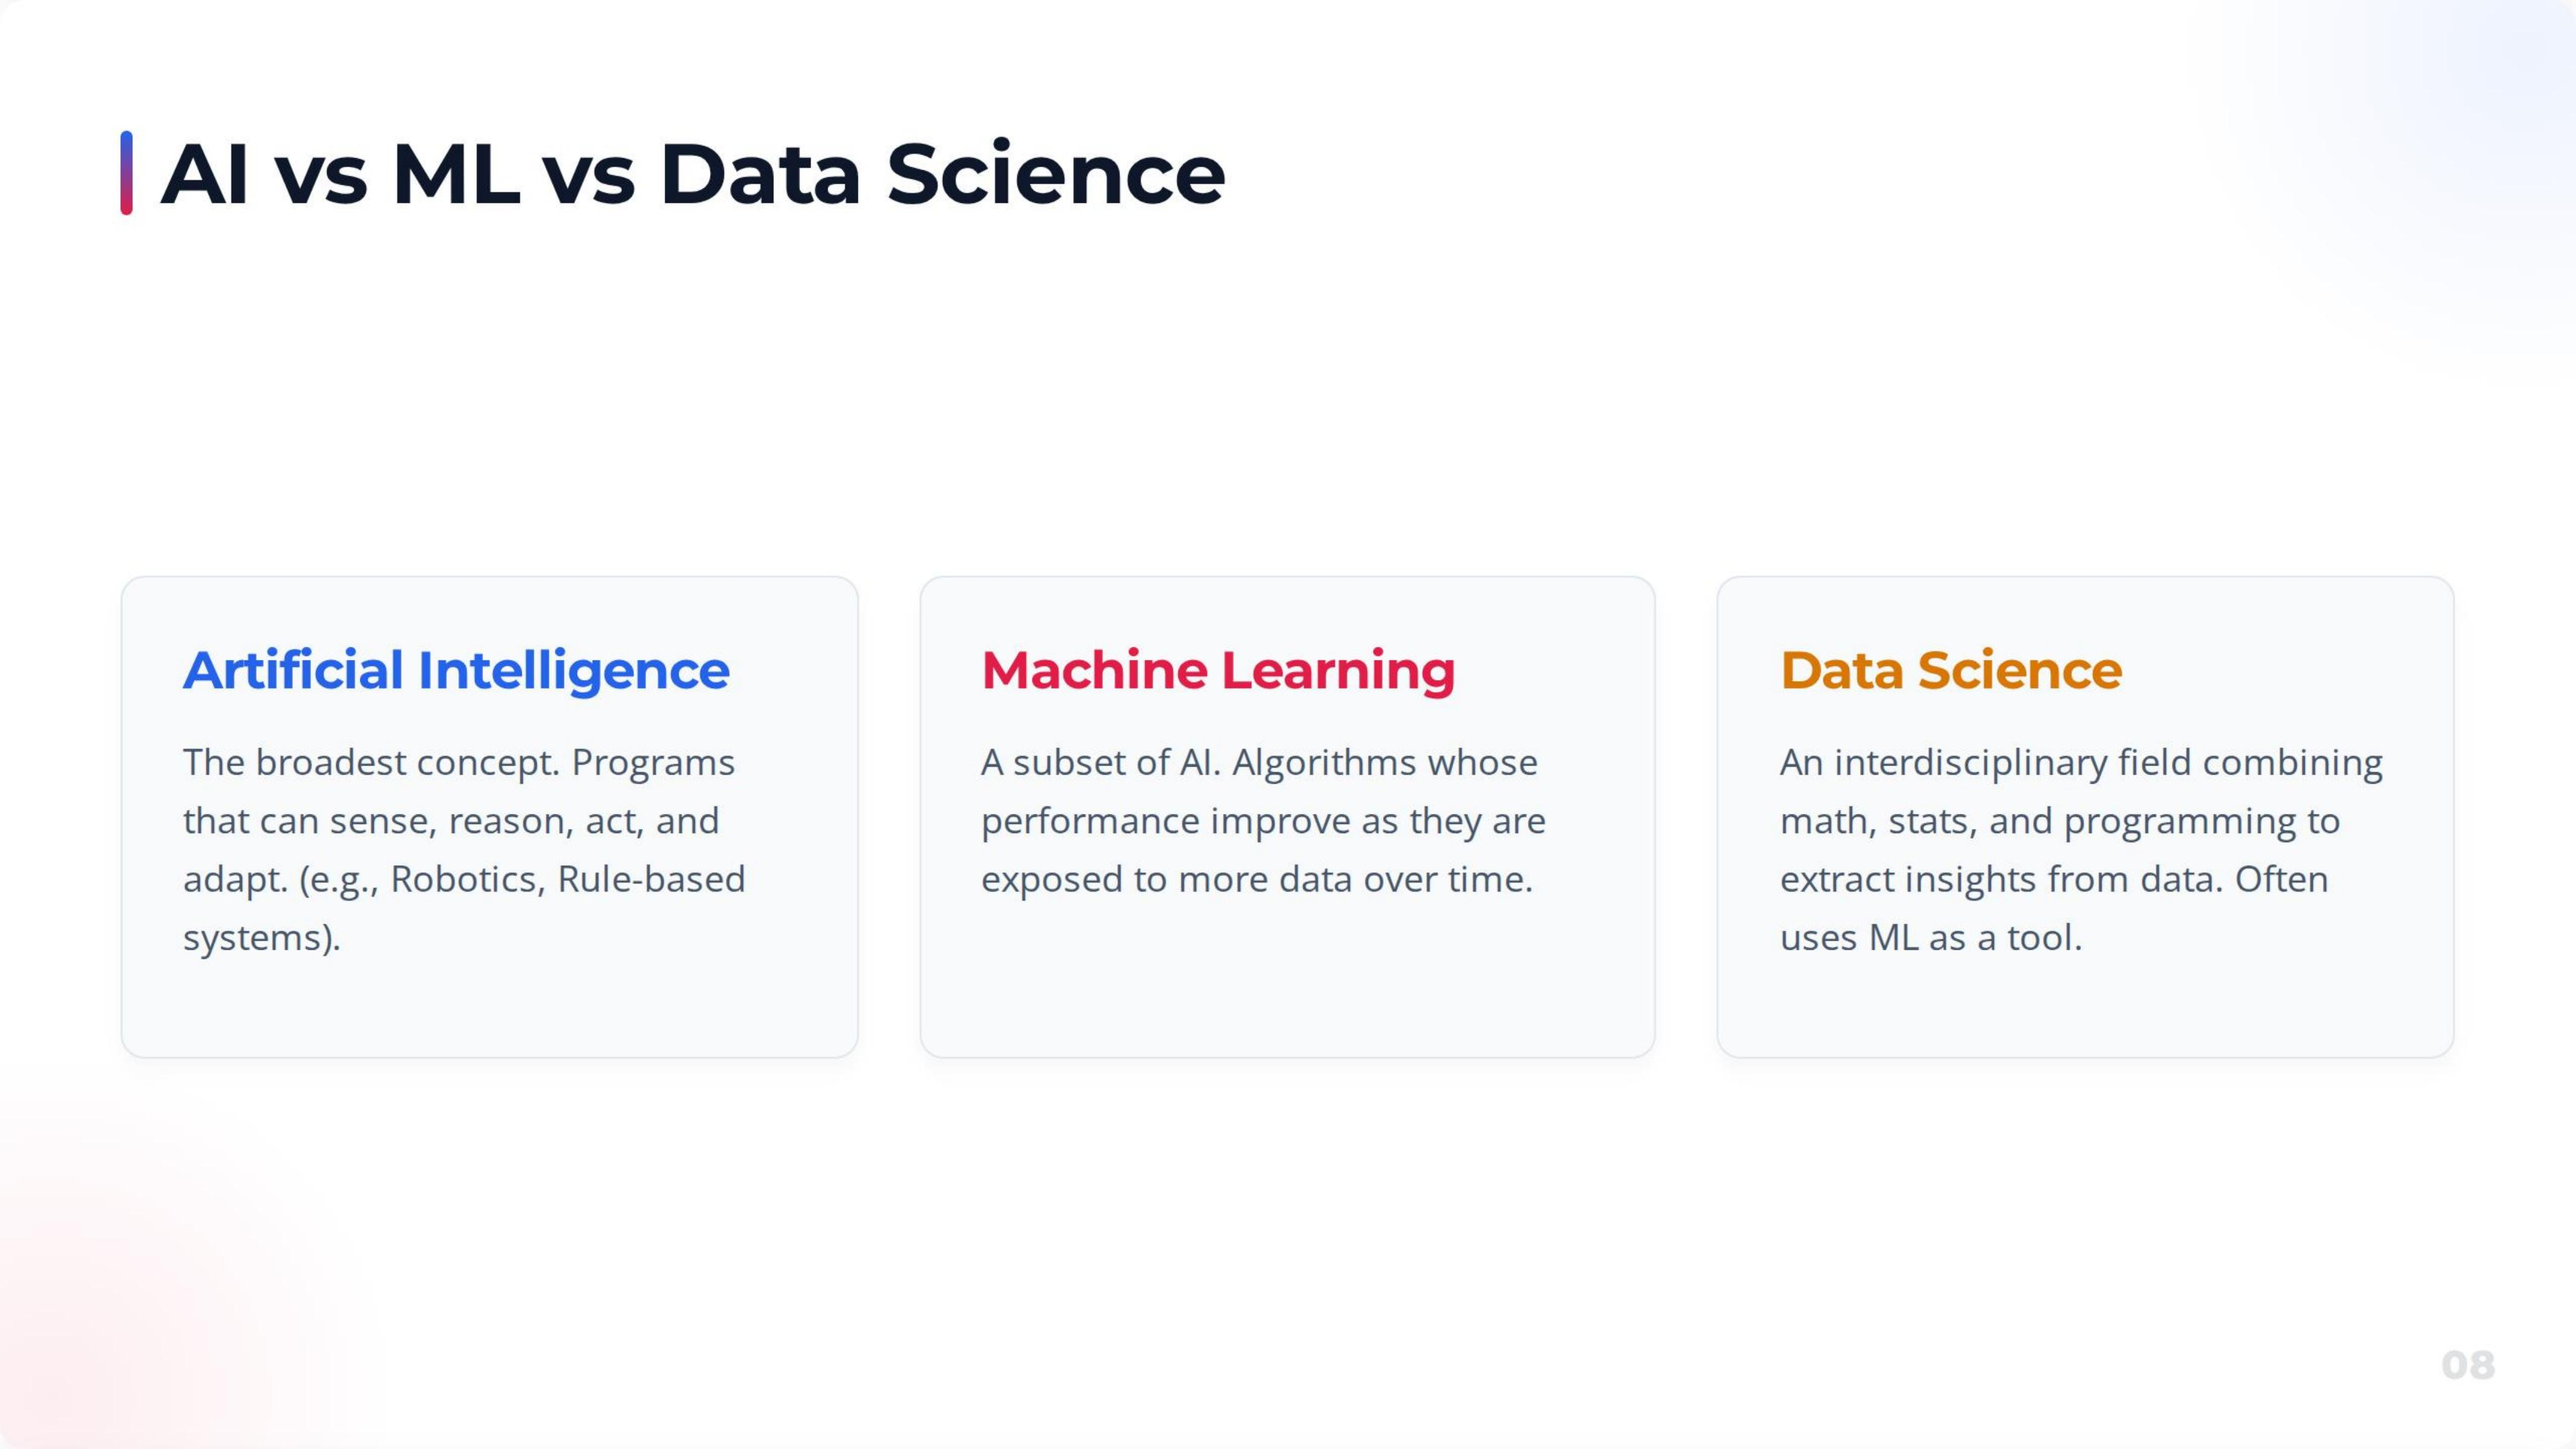 AI vs ML vs Data Science
Artificial Intelligence
The broadest concept. Programs
that can sense, reason, act, and
adapt. (e.g., Robotics, Rule-based
systems).
Machine Learning
A subset of AI. Algorithms whose
performance improve as they are
exposed to more data over time.
Data Science
An interdisciplinary field combining
math, stats, and programming to
extract insights from data. Often
uses ML as a tool.
08